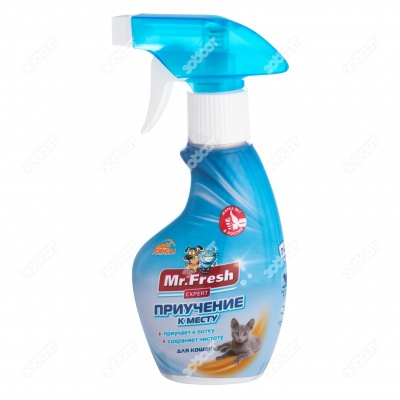 Mr.Fresh
EXPERT
ПРИУЧЕНИЕ
К МЕСТУ
приучает к лотку
сохраняет чистоту
ДЛЯ КОШЕК